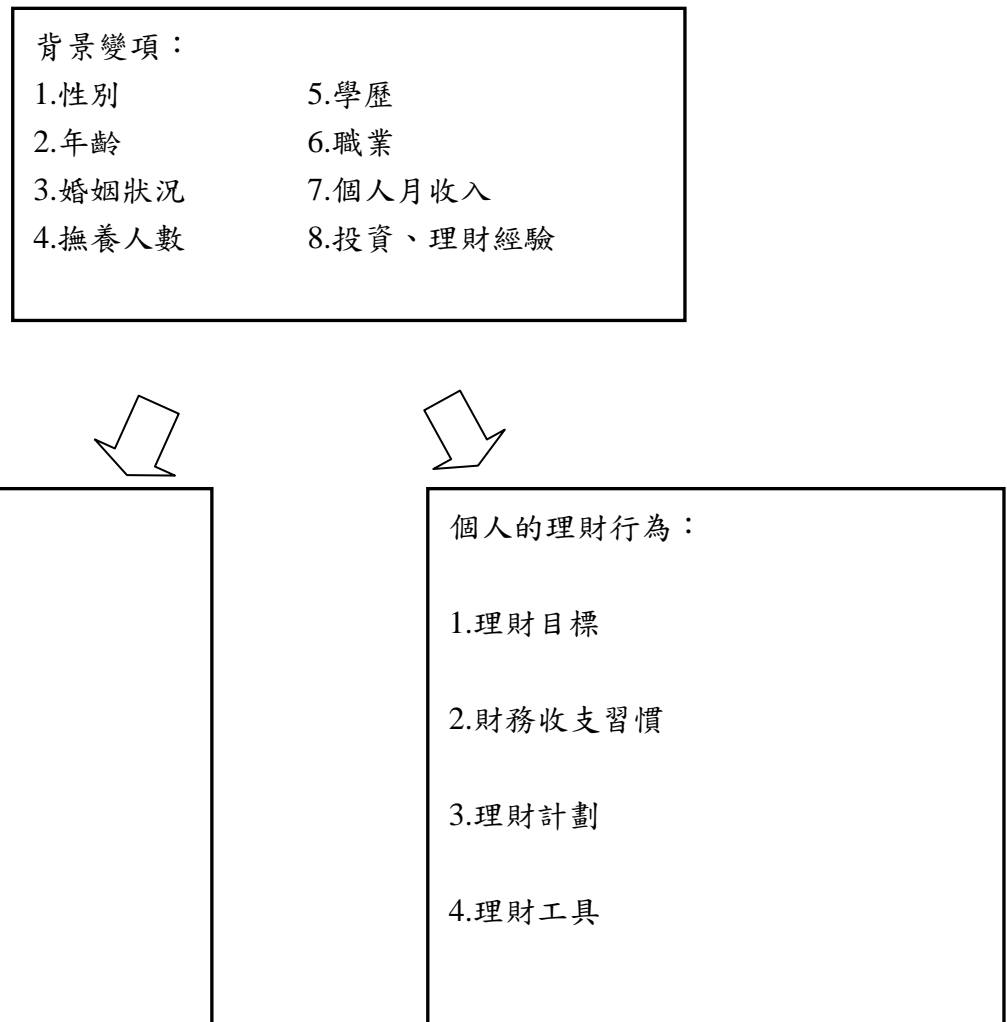 背景變項：
1.性別 5.學歷
2.年齡 6.職業
3.婚姻狀況 7.個人月收入
4.撫養人數 8.投資、理財經驗
個人的理財行為：
1.理財目標
2.財務收支習慣
3.理財計劃
4.理財工具